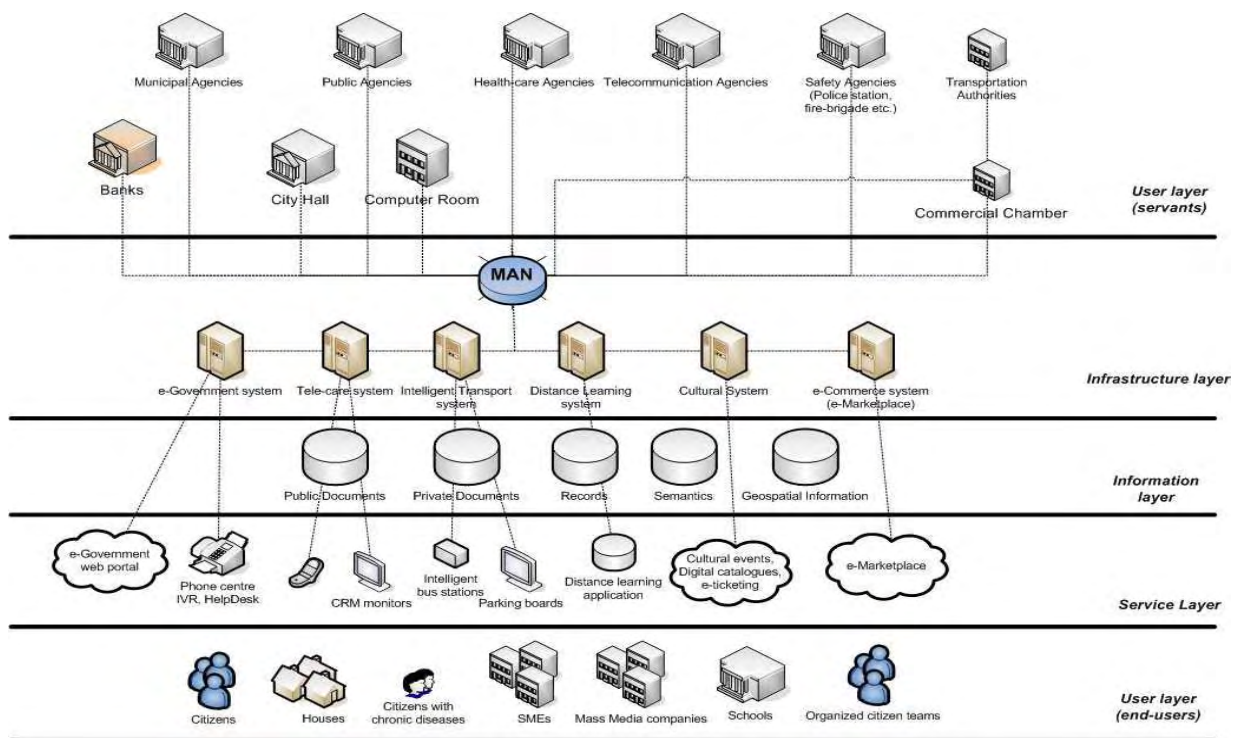 Municipal Agencies
Public Agencies
Health-care Agencies
Telecommunication Agencies
Safety Agencies
(Police station,
fire-brigade etc.)
Transportation
Authorities
Banks
City Hall
Computer Room
Commercial Chamber
User layer
(servants)
MAN
e-Government system
Tele-care system
Intelligent Transport
system
Distance Learning
system
Cultural System
e-Commerce system
(e-Marketplace)
Infrastructure layer
Public Documents
Private Documents
Records
Semantics
Geospatial Information
Information
layer
e-Government
web portal
Phone centre
IVR, HelpDesk
CRM monitors
Intelligent
bus stations
Parking boards
Distance learning
application
Cultural events,
Digital catalogues,
e-ticketing
e-Marketplace
Service Layer
Citizens
Houses
Citizens with
chronic diseases
SMEs
Mass Media companies
Schools
Organized citizen teams
User layer
(end-users)